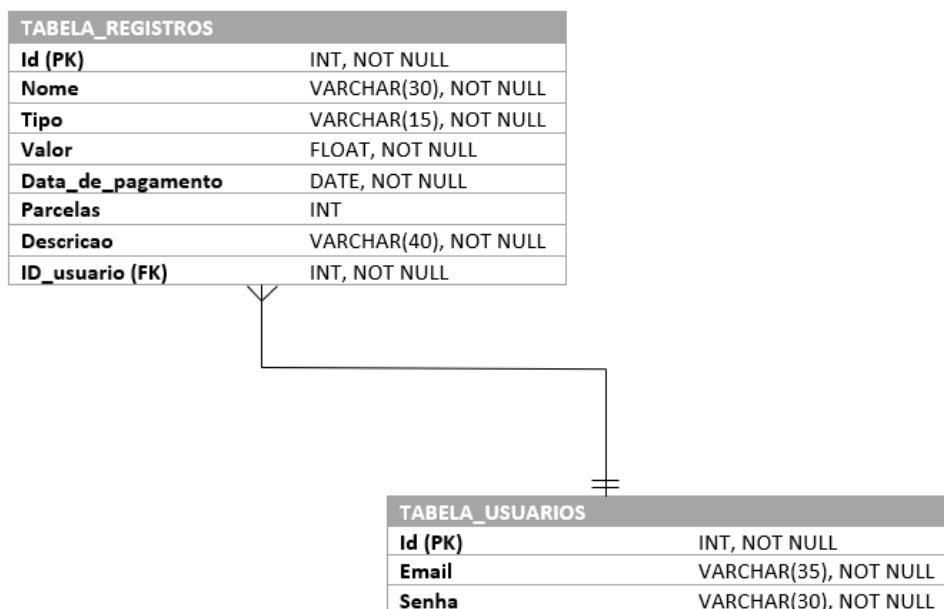 TABELA_REGISTROS
Id (PK) INT, NOT NULL
Nome VARCHAR(30), NOT NULL
Tipo VARCHAR(15), NOT NULL
Valor FLOAT, NOT NULL
Data_de_pagamento DATE, NOT NULL
Parcelas INT
Descricao VARCHAR(40), NOT NULL
ID_usuario (FK) INT, NOT NULL
TABELA_USUARIOS
Id (PK) INT, NOT NULL
Email VARCHAR(35), NOT NULL
Senha VARCHAR(30), NOT NULL